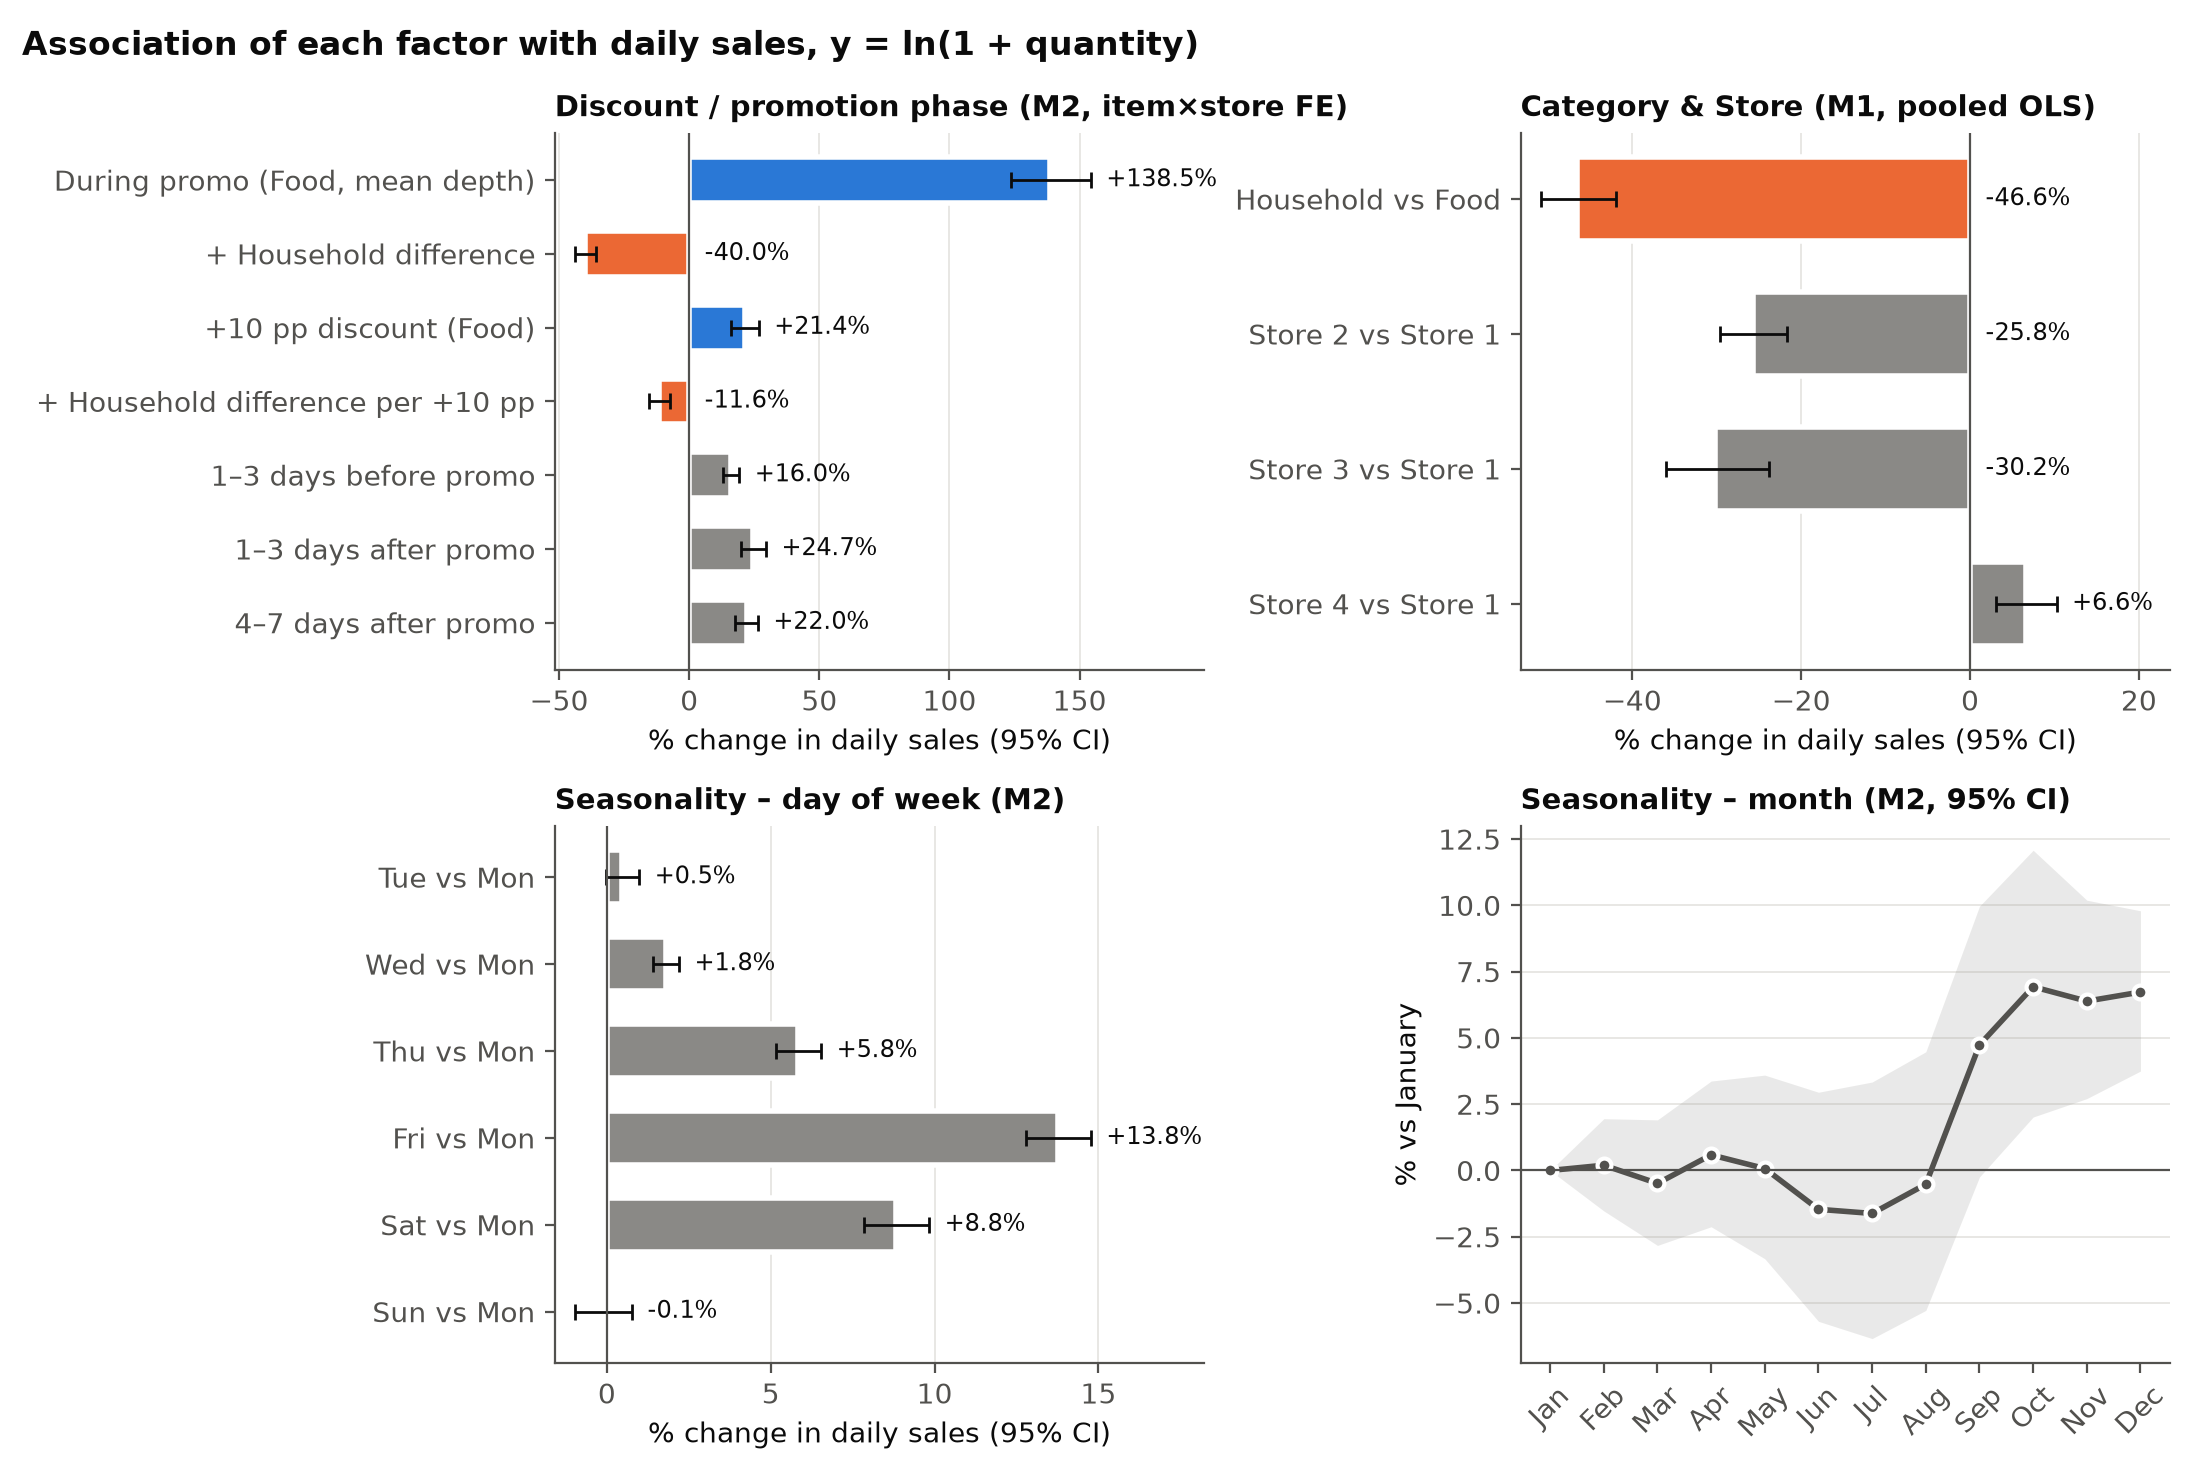 Association of each factor with daily sales, y = ln(1 + quantity)
Discount / promotion phase (M2, item×store FE)
During promo (Food, mean depth)
+138.5%
+ Household difference
-40.0%
+10 pp discount (Food)
+21.4%
+ Household difference per +10 pp
-11.6%
1–3 days before promo
+16.0%
1–3 days after promo
+24.7%
4–7 days after promo
+22.0%
−50 0 50 100 150
% change in daily sales (95% CI)
Category & Store (M1, pooled OLS)
Household vs Food
-46.6%
Store 2 vs Store 1
-25.8%
Store 3 vs Store 1
-30.2%
Store 4 vs Store 1
+6.6%
−40 −20 0 20
% change in daily sales (95% CI)
Seasonality – day of week (M2)
Tue vs Mon
+0.5%
Wed vs Mon
+1.8%
Thu vs Mon
+5.8%
Fri vs Mon
+13.8%
Sat vs Mon
+8.8%
Sun vs Mon
-0.1%
0 5 10 15
% change in daily sales (95% CI)
Seasonality – month (M2, 95% CI)
% vs January
12.5
10.0
7.5
5.0
2.5
0.0
−2.5
−5.0
Jan Feb Mar Apr May Jun Jul Aug Sep Oct Nov Dec